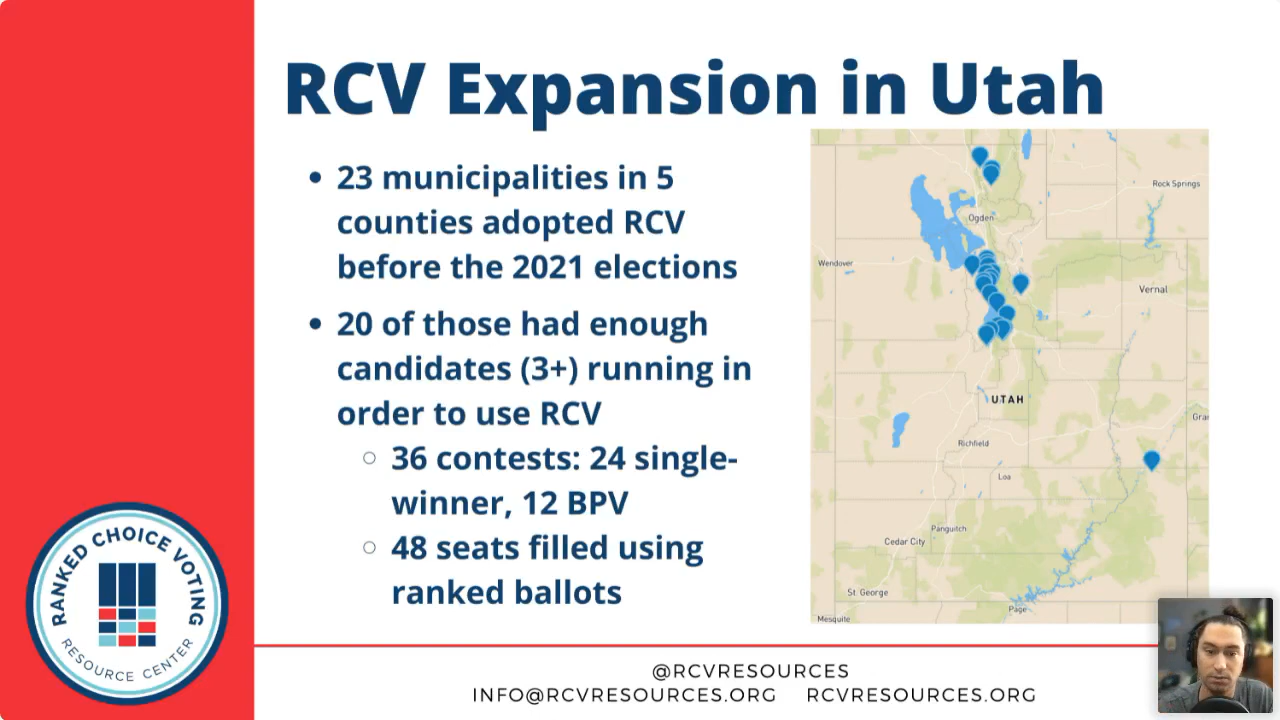 RCV Expansion in Utah
• 23 municipalities in 5
counties adopted RCV
before the 2021 elections
• 20 of those had enough
candidates (3+) running in
order to use RCV
○ 36 contests: 24 single-
winner, 12 BPV
○ 48 seats filled using
ranked ballots
Rock Springs
Ogden
Wendover
Vernal
UTAH
Gra
Richfield
Loa
Panguitch
Cedar City
St. George
Page
Mesquite
RANKED CHOICE VOTING
RESOURCE CENTER
@RCVRESOURCES
INFO@RCVRESOURCES.ORG RCVRESOURCES.ORG